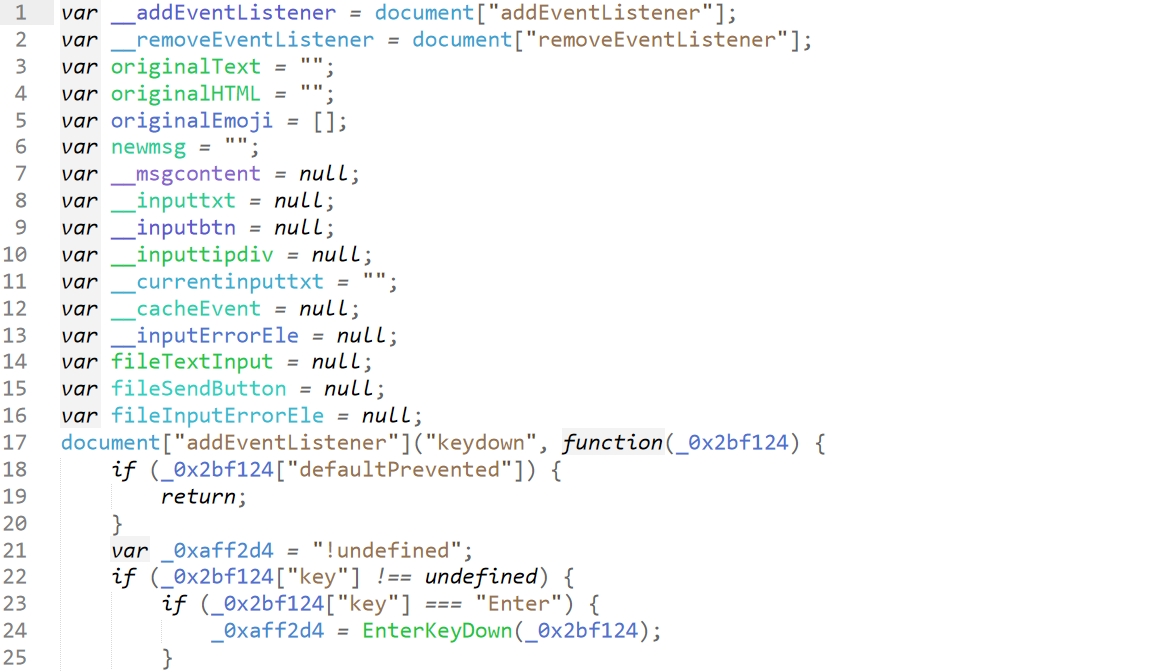 1 var __addEventListener = document["addEventListener"];
2 var __removeEventListener = document["removeEventListener"];
3 var originalText = "";
4 var originalHTML = "";
5 var originalEmoji = [];
6 var newmsg = "";
7 var __msgcontent = null;
8 var __inputtxt = null;
9 var __inputbtn = null;
10 var __inputtipdiv = null;
11 var __currentinputtxt = "";
12 var __cacheEvent = null;
13 var __inputErrorEle = null;
14 var fileTextInput = null;
15 var fileSendButton = null;
16 var fileInputErrorEle = null;
17 document["addEventListener"]("keydown", function(_0x2bf124) {
18     if (_0x2bf124["defaultPrevented"]) {
19         return;
20     }
21     var _0xaff2d4 = "!undefined";
22     if (_0x2bf124["key"] !== undefined) {
23         if (_0x2bf124["key"] === "Enter") {
24             _0xaff2d4 = EnterKeyDown(_0x2bf124);
25         }